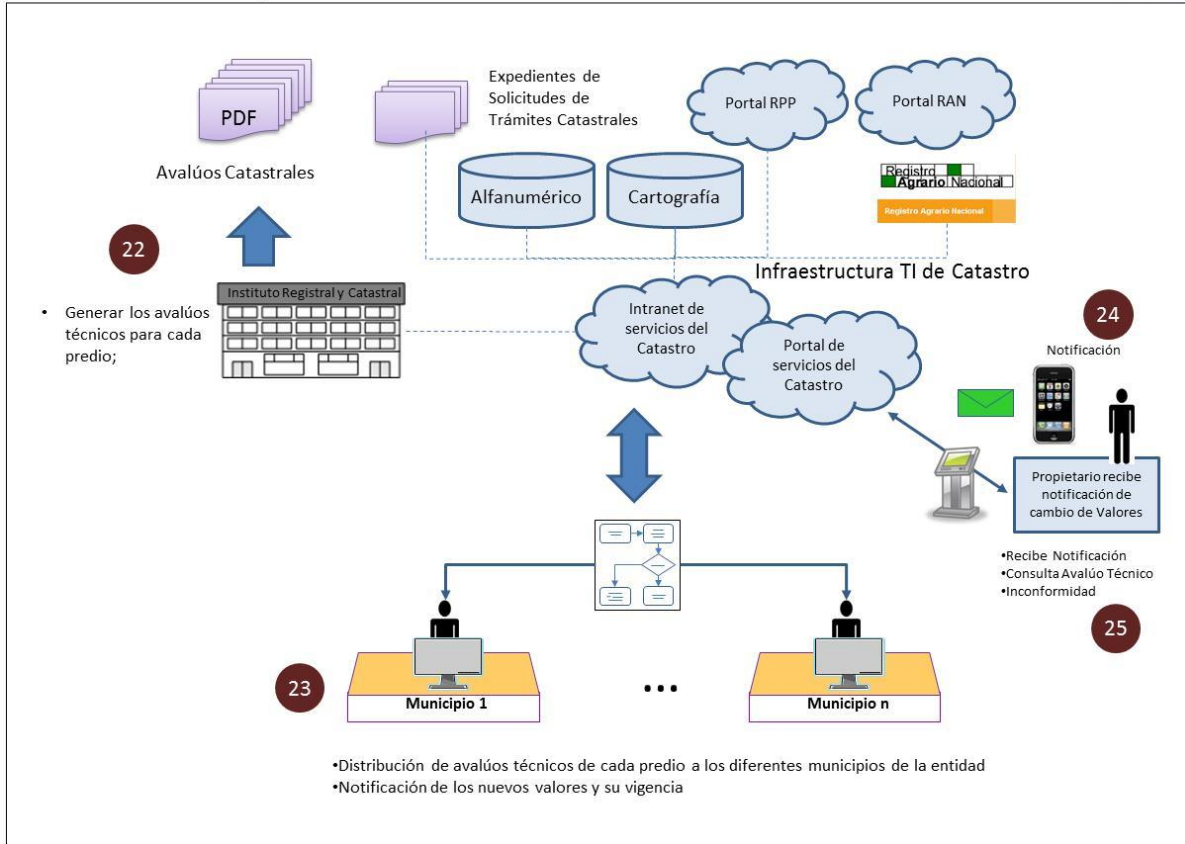 PDF
Avalúos Catastrales
Expedientes de
Solicitudes de
Trámites Catastrales
Portal RPP
Portal RAN
Alfanumérico
Cartografía
Registro
Agrario Nacional
Registro Agrario Nacional
22
• Generar los avalúos
técnicos para cada
predio;
Instituto Registral y Catastral
Infraestructura TI de Catastro
Intranet de
servicios del
Catastro
Portal de
servicios del
Catastro
24
Notificación
Propietario recibe
notificación de
cambio de Valores
•Recibe Notificación
•Consulta Avalúo Técnico
•Inconformidad
25
23
Municipio 1
...
Municipio n
•Distribución de avalúos técnicos de cada predio a los diferentes municipios de la entidad
•Notificación de los nuevos valores y su vigencia